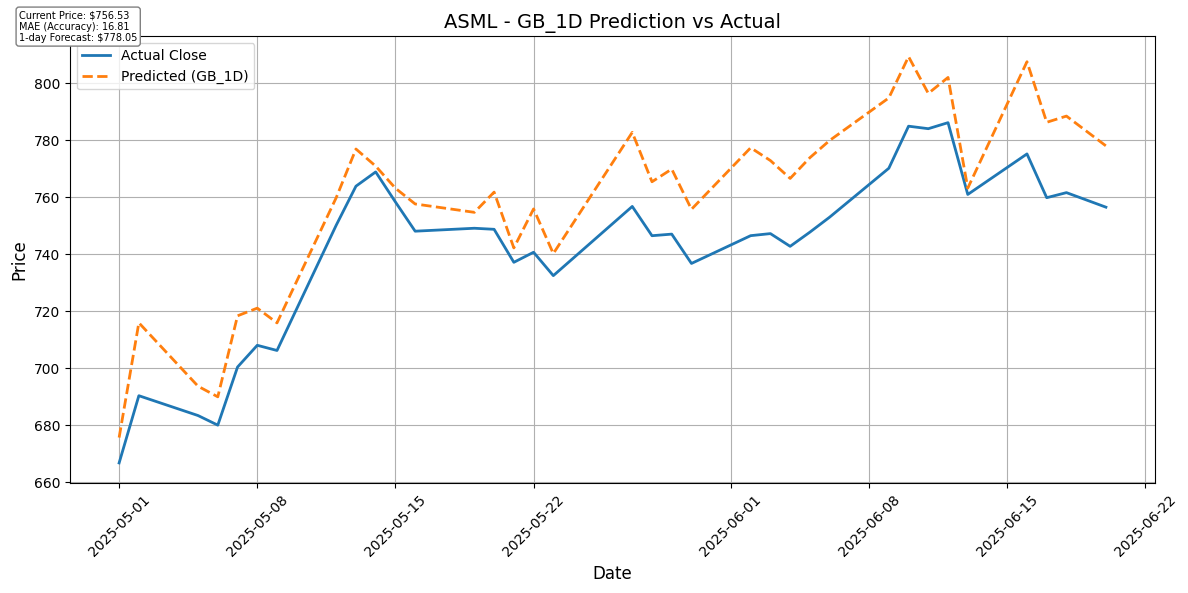 Current Price: $756.53
MAE (Accuracy): 16.81
1-day Forecast: $778.05
ASML - GB_1D Prediction vs Actual
Actual Close
Predicted (GB_1D)
Price
800
780
760
740
720
700
680
660
2025-05-01
2025-05-08
2025-05-15
2025-05-22
2025-06-01
2025-06-08
2025-06-15
2025-06-22
Date